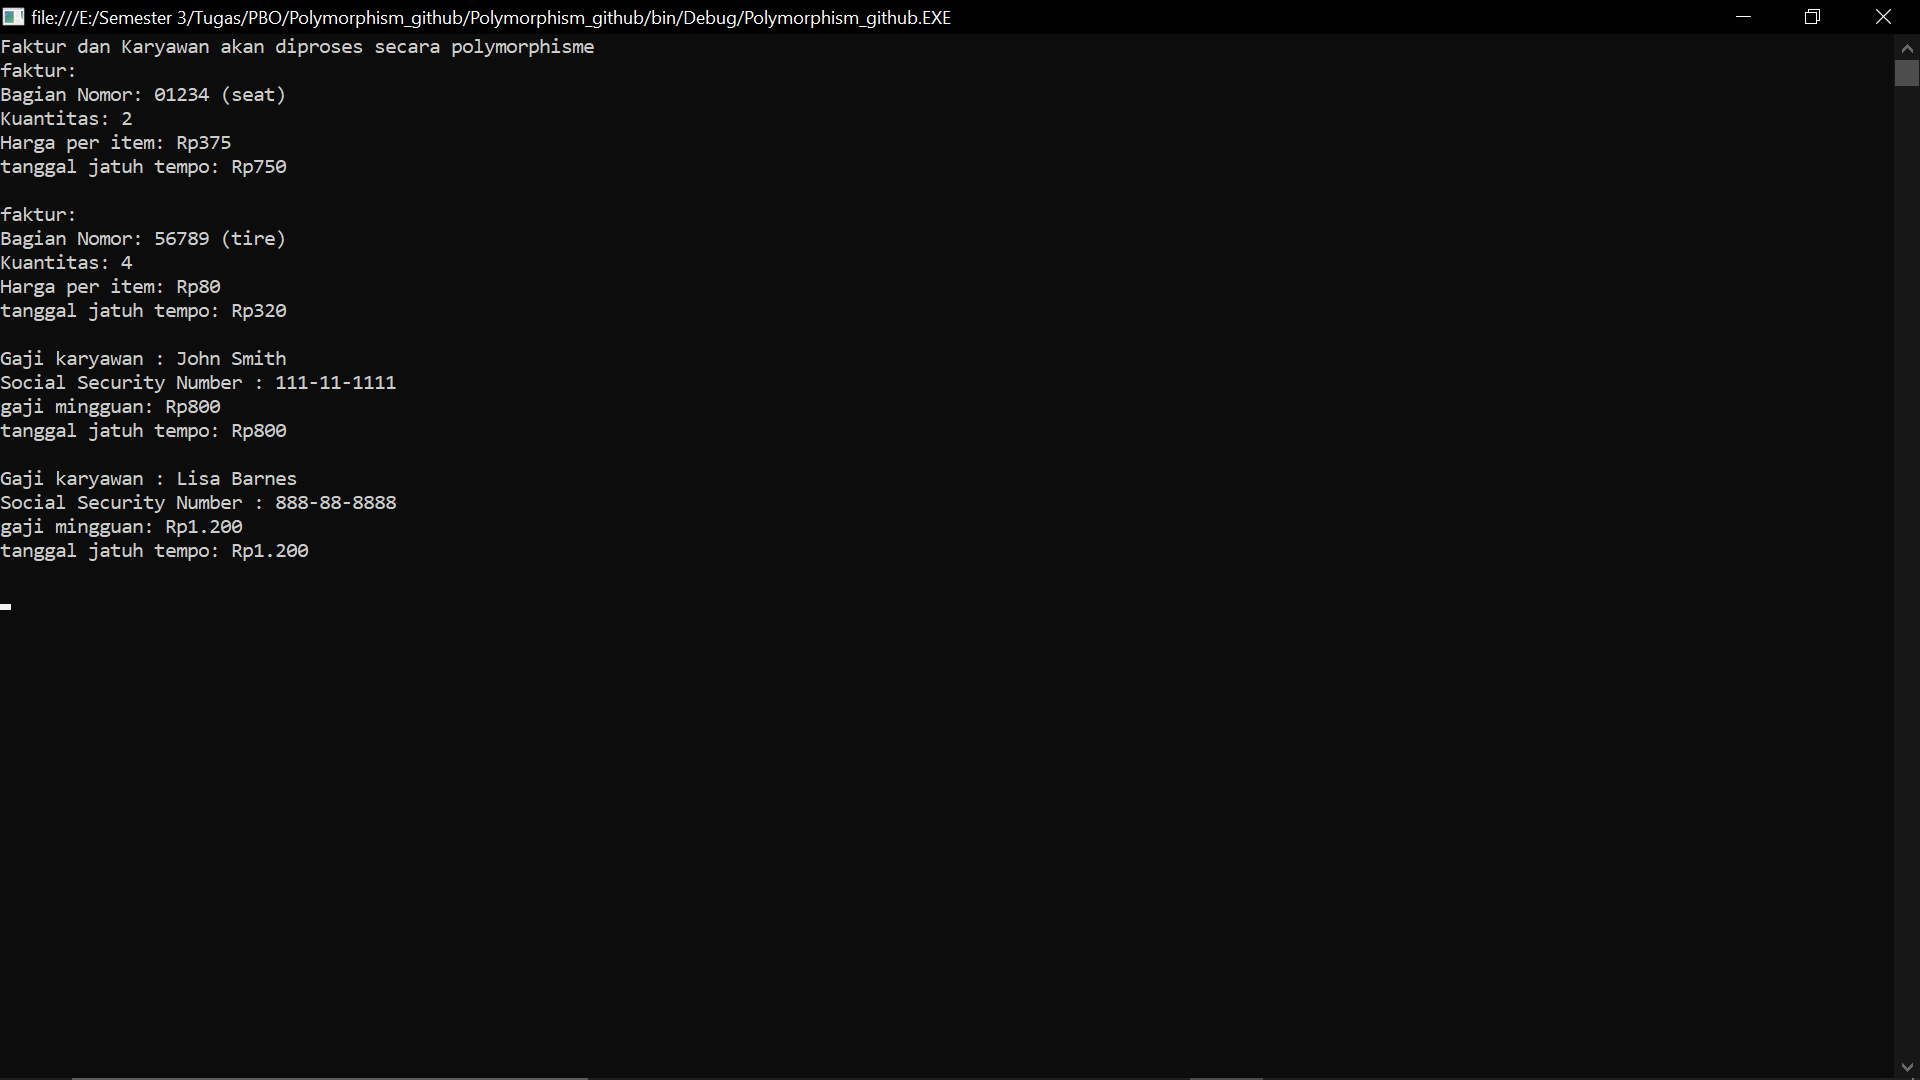 file:///E:/Semester 3/Tugas/PBO/Polymorphism_github/Polymorphism_github/bin/Debug/Polymorphism_github.EXE
Faktur dan Karyawan akan diproses secara polymorphisme
faktur:
Bagian Nomor: 01234 (seat)
Kuantitas: 2
Harga per item: Rp375
tanggal jatuh tempo: Rp750
faktur:
Bagian Nomor: 56789 (tire)
Kuantitas: 4
Harga per item: Rp80
tanggal jatuh tempo: Rp320
Gaji karyawan : John Smith
Social Security Number : 111-11-1111
gaji mingguan: Rp800
tanggal jatuh tempo: Rp800
Gaji karyawan : Lisa Barnes
Social Security Number : 888-88-8888
gaji mingguan: Rp1.200
tanggal jatuh tempo: Rp1.200